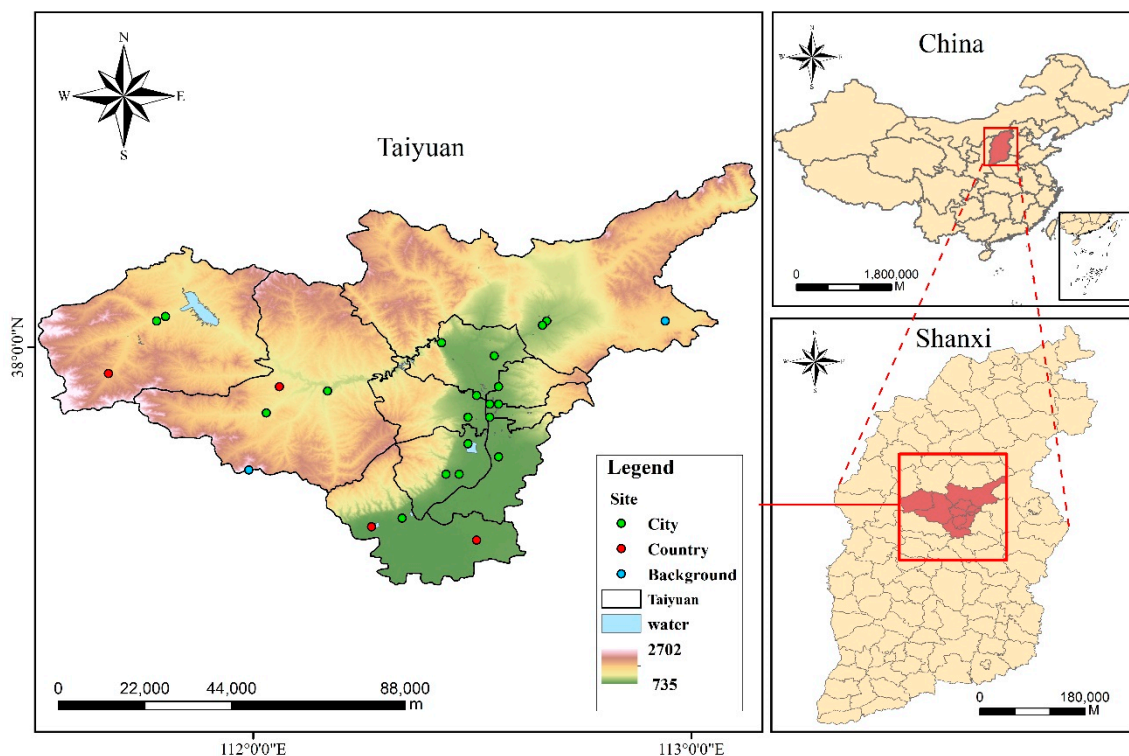 N
W E
S
Taiyuan
38°0'0"N
Legend
Site
City
Country
Background
Taiyuan
water
2702
735
0 22,000 44,000 88,000
M
112°0'0"E
113°0'0"E
China
N
W E
S
0 1,800,000
M
Shanxi
N
W E
S
0 180,000
M